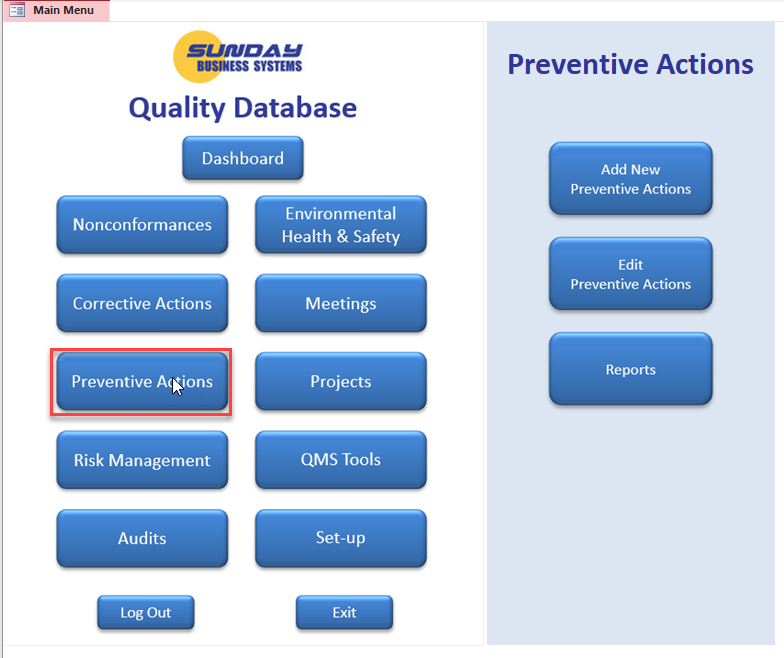 Main Menu
SUNDAY
BUSINESS SYSTEMS
Quality Database
Dashboard
Nonconformances
Environmental
Health & Safety
Corrective Actions
Meetings
Preventive Actions
Projects
Risk Management
QMS Tools
Audits
Set-up
Log Out
Exit
Preventive Actions
Add New
Preventive Actions
Edit
Preventive Actions
Reports